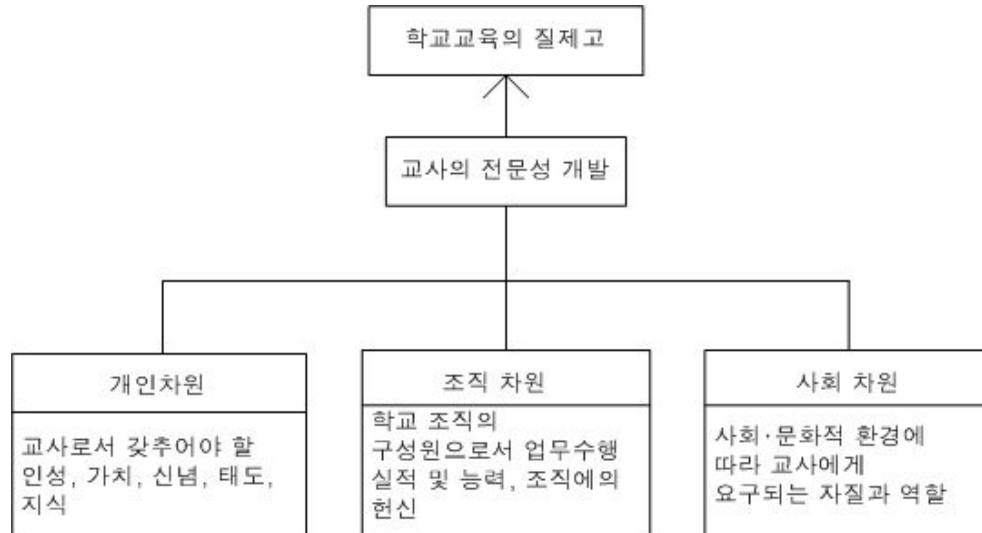 학교교육의 질제고
교사의 전문성 개발
개인차원
교사로서 갖추어야 할
인성, 가치, 신념, 태도,
지식
조직 차원
학교 조직의
구성원으로서 업무수행
실적 및 능력, 조직에의
헌신
사회 차원
사회·문화적 환경에
따라 교사에게
요구되는 자질과 역할